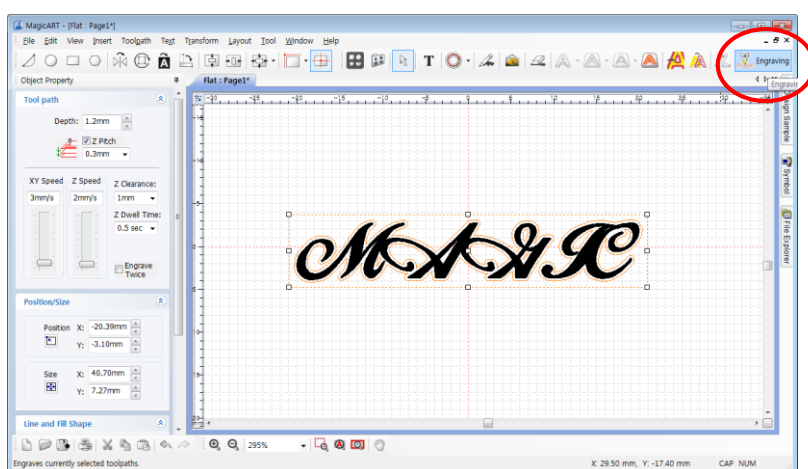 MagicART - [Flat : Page1*]
File Edit View Insert Toolpath Text Transform Layout Tool Window Help
T A Engraving
Object Property
Flat : Page1*
Engraving
Tool path
Depth: 1.2mm
Z Pitch
0.3mm
XY Speed Z Speed Z Clearance:
3mm/s 2mm/s 1mm
Z Dwell Time:
0.5 sec
Engrave
Twice
Position/Size
Position X: -20.39mm
Y: -3.10mm
Size X: 40.70mm
Y: 7.27mm
Line and Fill Shape
MAGIC
Design Sample
Symbol
File Explorer
295%
Engraves currently selected toolpaths.
X: 29.50 mm, Y: -17.40 mm CAP NUM